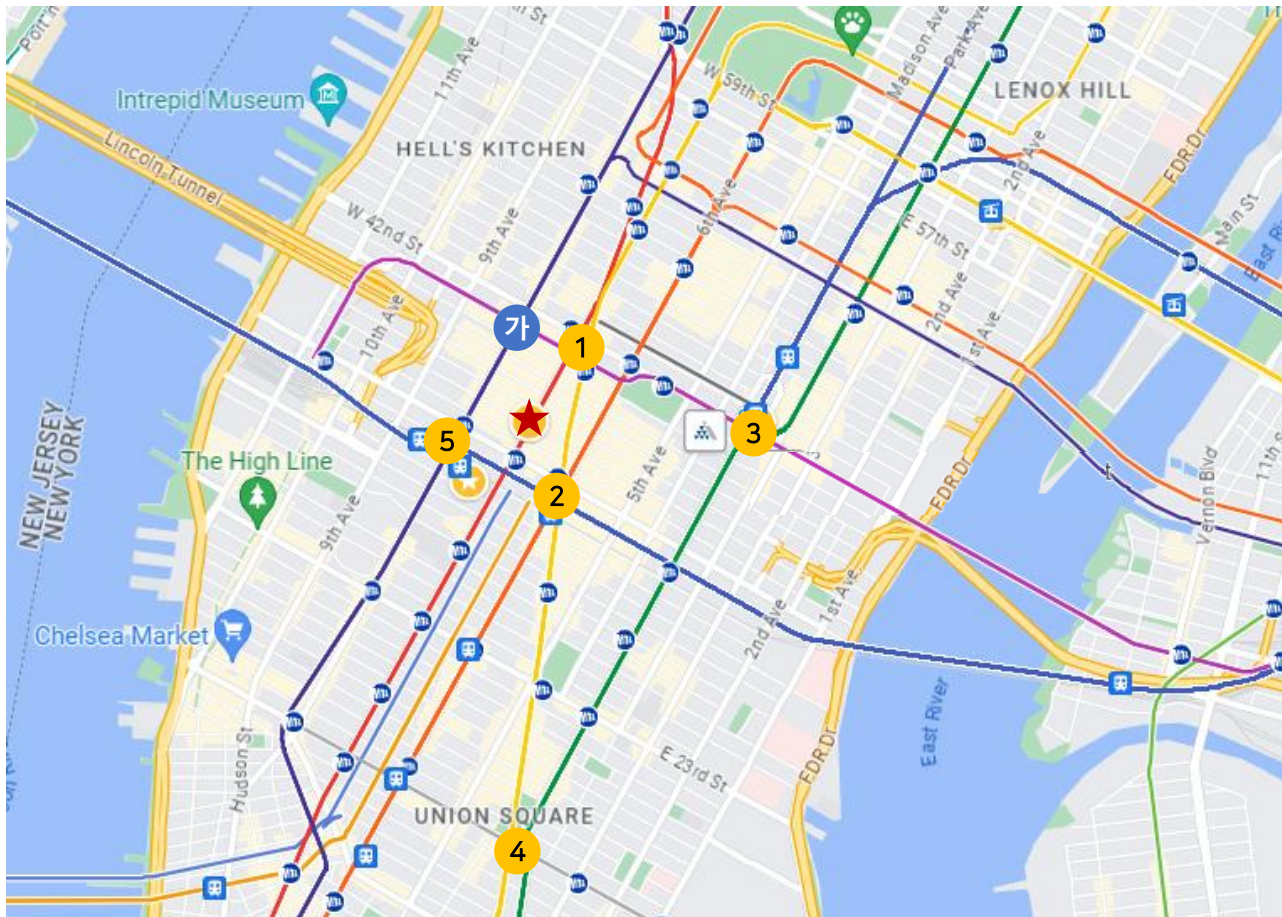 11th Ave
Madison Ave
Park Ave
W 59th St
LENOX HILL
Intrepid Museum
HELL'S KITCHEN
Lincoln Tunnel
2nd Ave
FDR Dr
W 42nd St
9th Ave
6th Ave
E 57th St
Main St
가
10th Ave
2nd Ave
1st Ave
1
3
5
2
NEW JERSEY
NEW YORK
The High Line
9th Ave
5th Ave
FDR Dr
Vernon Blvd
11th S
t
Chelsea Market
2nd Ave
1st Ave
Hudson St
E 23rd St
East River
FDR Dr
UNION SQUARE
4